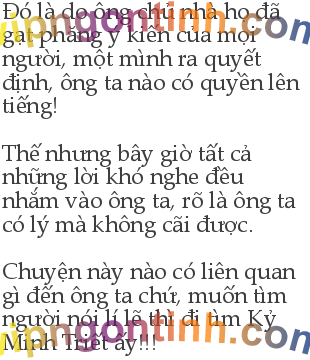 Đó là do ông chú nhà họ đã
gạt phăng ý kiến của mọi
người, một mình ra quyết
định, ông ta nào có quyền lên
tiếng!
Thế nhưng bây giờ tất cả
những lời khó nghe đều
nhắm vào ông ta, rõ là ông ta
có lý mà không cãi được.
Chuyện này nào có liên quan
gì đến ông ta chứ, muốn tìm
người nói lí lẽ thì đi tìm Kỷ
Minh Triết ấy!!!
vipngontinh.com
vipngontinh.com